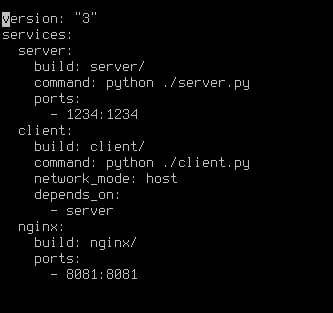 version: "3"
services:
  server:
    build: server/
    command: python ./server.py
    ports:
      - 1234:1234
  client:
    build: client/
    command: python ./client.py
    network_mode: host
    depends_on:
      - server
  nginx:
    build: nginx/
    ports:
      - 8081:8081